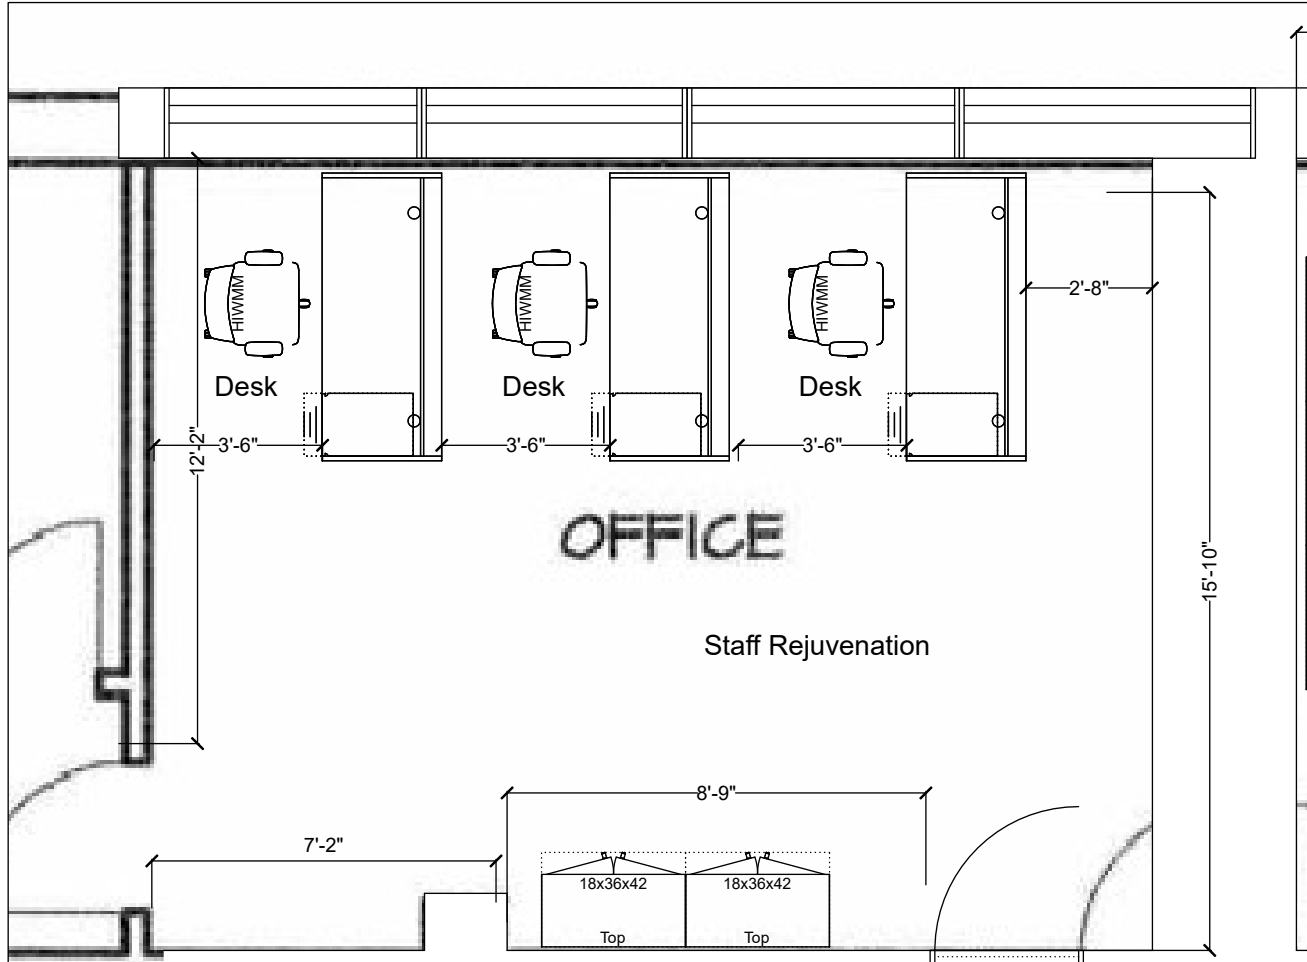 HIWMM
HIWMM
HIWMM
2'-8"
Desk
Desk
Desk
3'-6"
12'-2"
3'-6"
3'-6"
OFFICE
15'-10"
Staff Rejuvenation
8'-9"
7'-2"
18x36x42
18x36x42
Top
Top